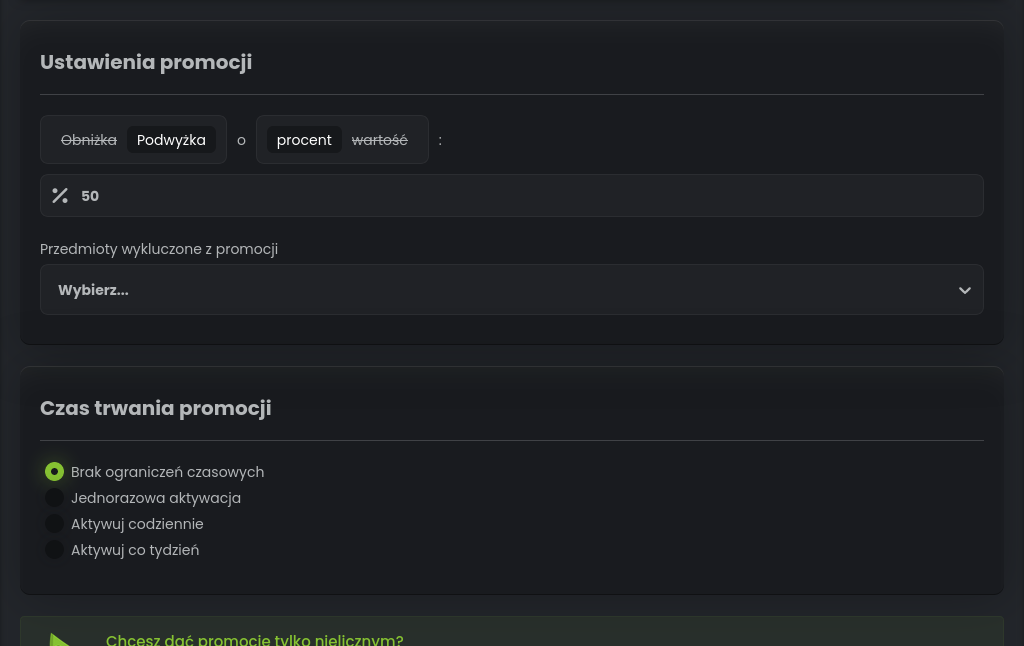 Ustawienia promocji
Obniżka Podwyżka o procent wartość :
50
Przedmioty wykluczone z promocji
Wybierz...
Czas trwania promocji
Brak ograniczeń czasowych
Jednorazowa aktywacja
Aktywuj codziennie
Aktywuj co tydzień
Chcesz dać promocję tylko nielicznym?